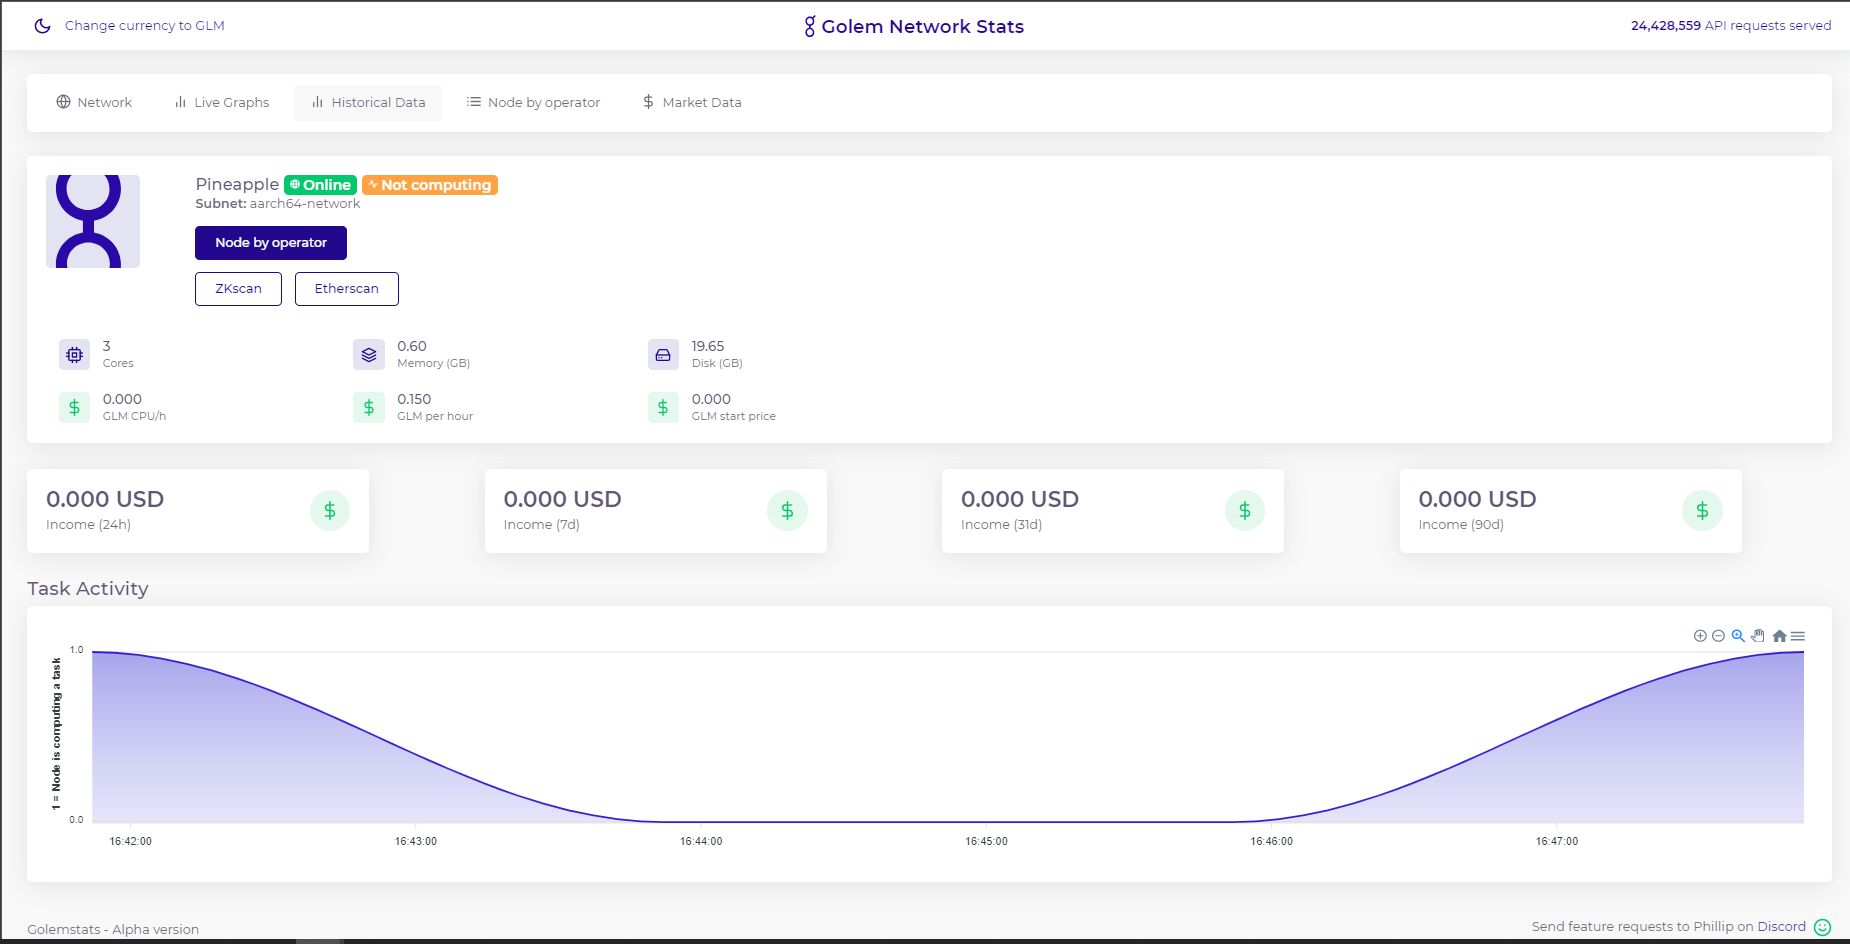 Change currency to GLM
Golem Network Stats
24,428,559 API requests served
Network
Live Graphs
Historical Data
Node by operator
Market Data
Pineapple Online Not computing
Subnet: aarch64-network
Node by operator
ZKscan
Etherscan
3
Cores
0.60
Memory (GB)
19.65
Disk (GB)
0.000
GLM CPU/h
0.150
GLM per hour
0.000
GLM start price
0.000 USD
Income (24h)
0.000 USD
Income (7d)
0.000 USD
Income (31d)
0.000 USD
Income (90d)
Task Activity
1 = Node is computing a task
1.0
0.0
16:42:00
16:43:00
16:44:00
16:45:00
16:46:00
16:47:00
Golemstats - Alpha version
Send feature requests to Phillip on Discord